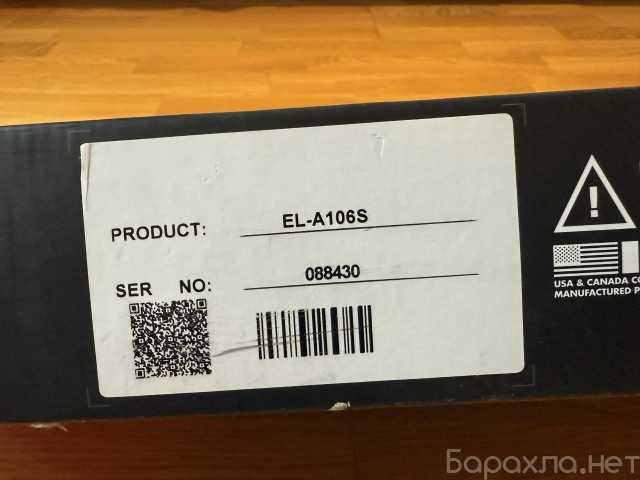 PRODUCT: EL-A106S
SER NO: 088430
!
USA & CANADA CO
MANUFACTURED P
Барахла.нет